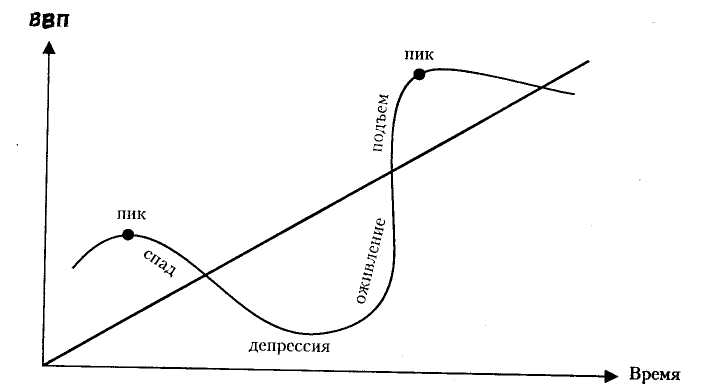 ВВП
пик
подъем
пик
спад
оживление
депрессия
Время